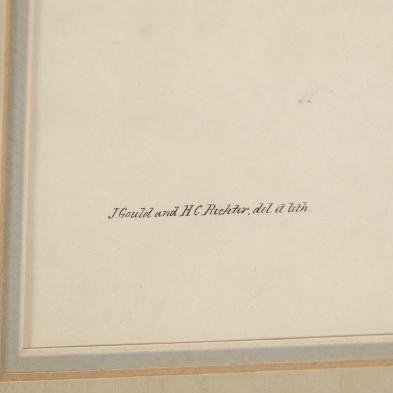 J. Gould and H C Richter, del. et lith.